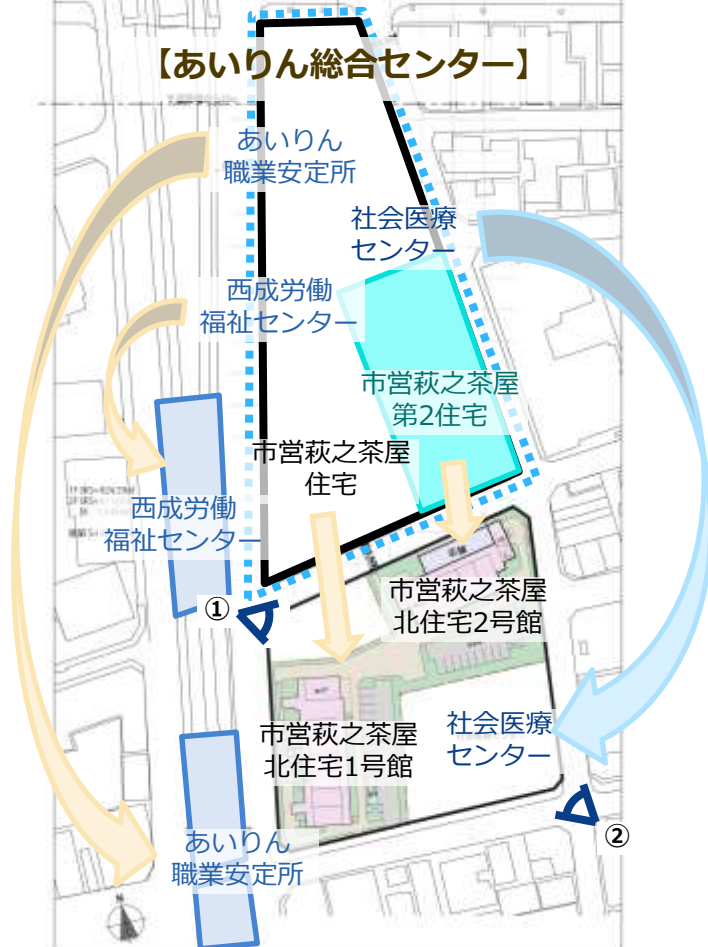 【あいりん総合センター】
あいりん
職業安定所
社会医療
センター
西成労働
福祉センター
市営萩之茶屋
第2住宅
市営萩之茶屋
住宅
西成労働
福祉センター
①
市営萩之茶屋
北住宅2号館
市営萩之茶屋
北住宅1号館
社会医療
センター
②
あいりん
職業安定所
N